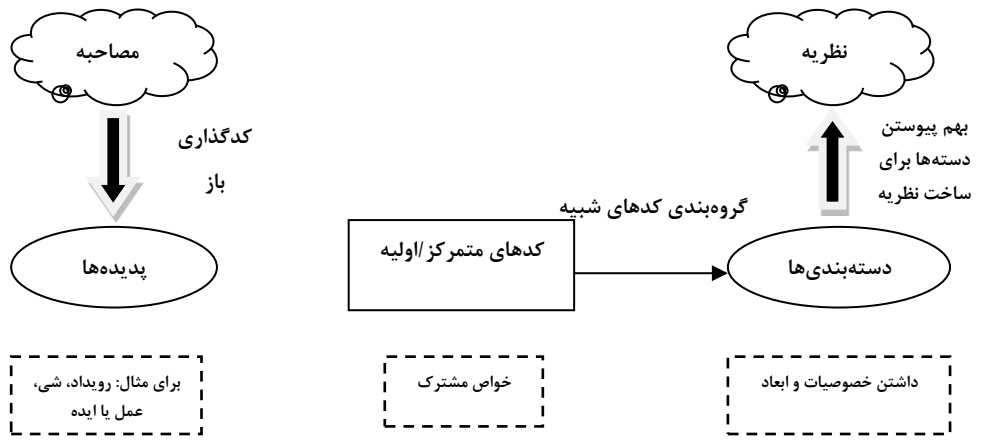 مصاحبه
کدگذاری
باز
پدیده‌ها
برای مثال: رویداد، شی،
عمل یا ایده
کدهای متمرکز/اولیه
خواص مشترک
گروه‌بندی کدهای شبیه
نظریه
بهم پیوستن
دسته‌ها برای
ساخت نظریه
دسته‌بندی‌ها
داشتن خصوصیات و ابعاد